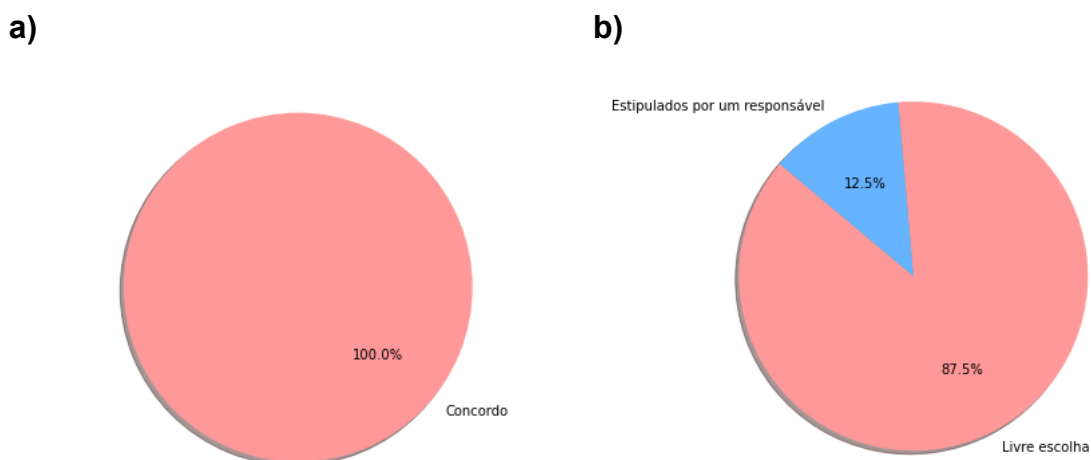 a)
b)
Estipulados por um responsável
12.5%
100.0%
87.5%
Concordo
Livre escolha